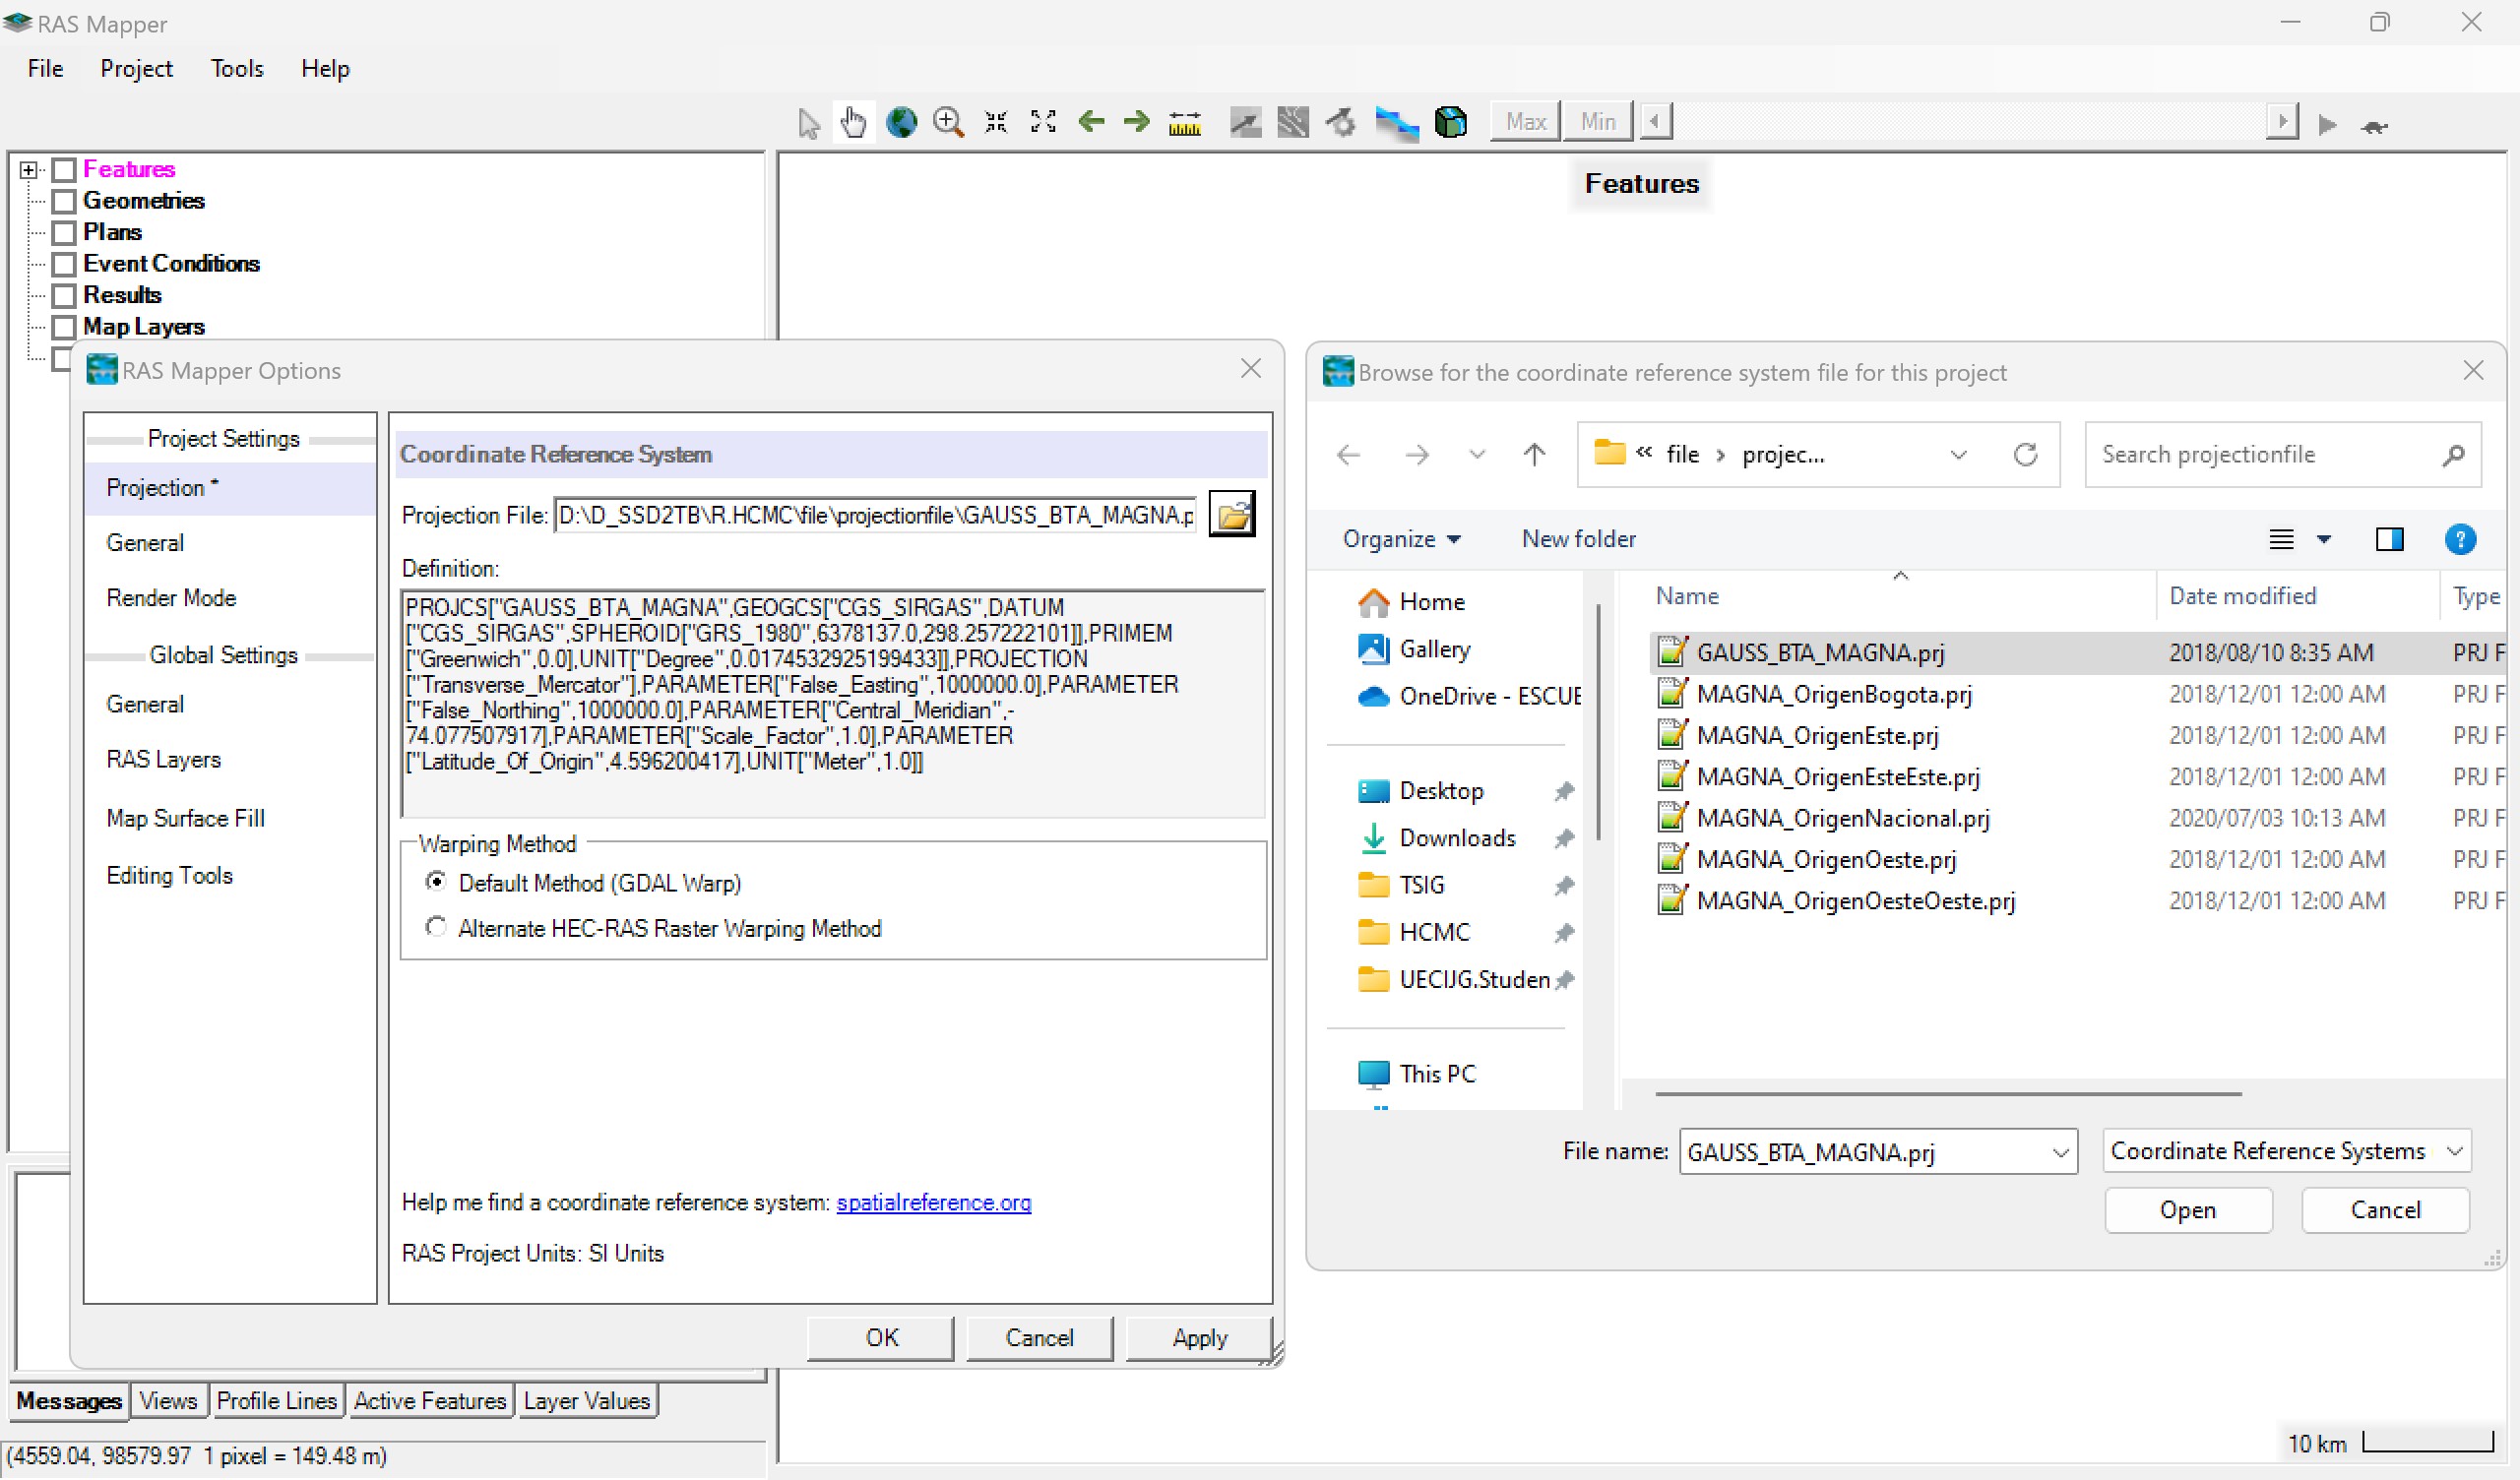 RAS Mapper
File Project Tools Help
Max Min
Features
Geometries
Plans
Event Conditions
Results
Map Layers
Features
RAS Mapper Options
Project Settings
Projection *
General
Render Mode
Global Settings
General
RAS Layers
Map Surface Fill
Editing Tools
Coordinate Reference System
Projection File: D:\D_SSD2TB\R.HCMC\file\projectionfile\GAUSS_BTA_MAGNA.p
Definition:
PROJCS["GAUSS_BTA_MAGNA",GEOGCS["CGS_SIRGAS",DATUM
["CGS_SIRGAS",SPHEROID["GRS_1980",6378137.0,298.257222101]],PRIMEM
["Greenwich",0.0],UNIT["Degree",0.0174532925199433]],PROJECTION
["Transverse_Mercator"],PARAMETER["False_Easting",1000000.0],PARAMETER
["False_Northing",1000000.0],PARAMETER["Central_Meridian",-
74.077507917],PARAMETER["Scale_Factor",1.0],PARAMETER
["Latitude_Of_Origin",4.596200417],UNIT["Meter",1.0]]
Warping Method
Default Method (GDAL Warp)
Alternate HEC-RAS Raster Warping Method
Help me find a coordinate reference system: spatialreference.org
RAS Project Units: SI Units
OK Cancel Apply
Browse for the coordinate reference system file for this project
« file › projec...
Search projectionfile
Organize New folder
Home
Gallery
OneDrive - ESCUE
Desktop
Downloads
TSIG
HCMC
UECIJG.Studen
This PC
Name Date modified Type
GAUSS_BTA_MAGNA.prj 2018/08/10 8:35 AM PRJ F
MAGNA_OrigenBogota.prj 2018/12/01 12:00 AM PRJ F
MAGNA_OrigenEste.prj 2018/12/01 12:00 AM PRJ F
MAGNA_OrigenEsteEste.prj 2018/12/01 12:00 AM PRJ F
MAGNA_OrigenNacional.prj 2020/07/03 10:13 AM PRJ F
MAGNA_OrigenOeste.prj 2018/12/01 12:00 AM PRJ F
MAGNA_OrigenOesteOeste.prj 2018/12/01 12:00 AM PRJ F
File name: GAUSS_BTA_MAGNA.prj Coordinate Reference Systems
Open Cancel
Messages Views Profile Lines Active Features Layer Values
(4559.04, 98579.97 1 pixel = 149.48 m)
10 km